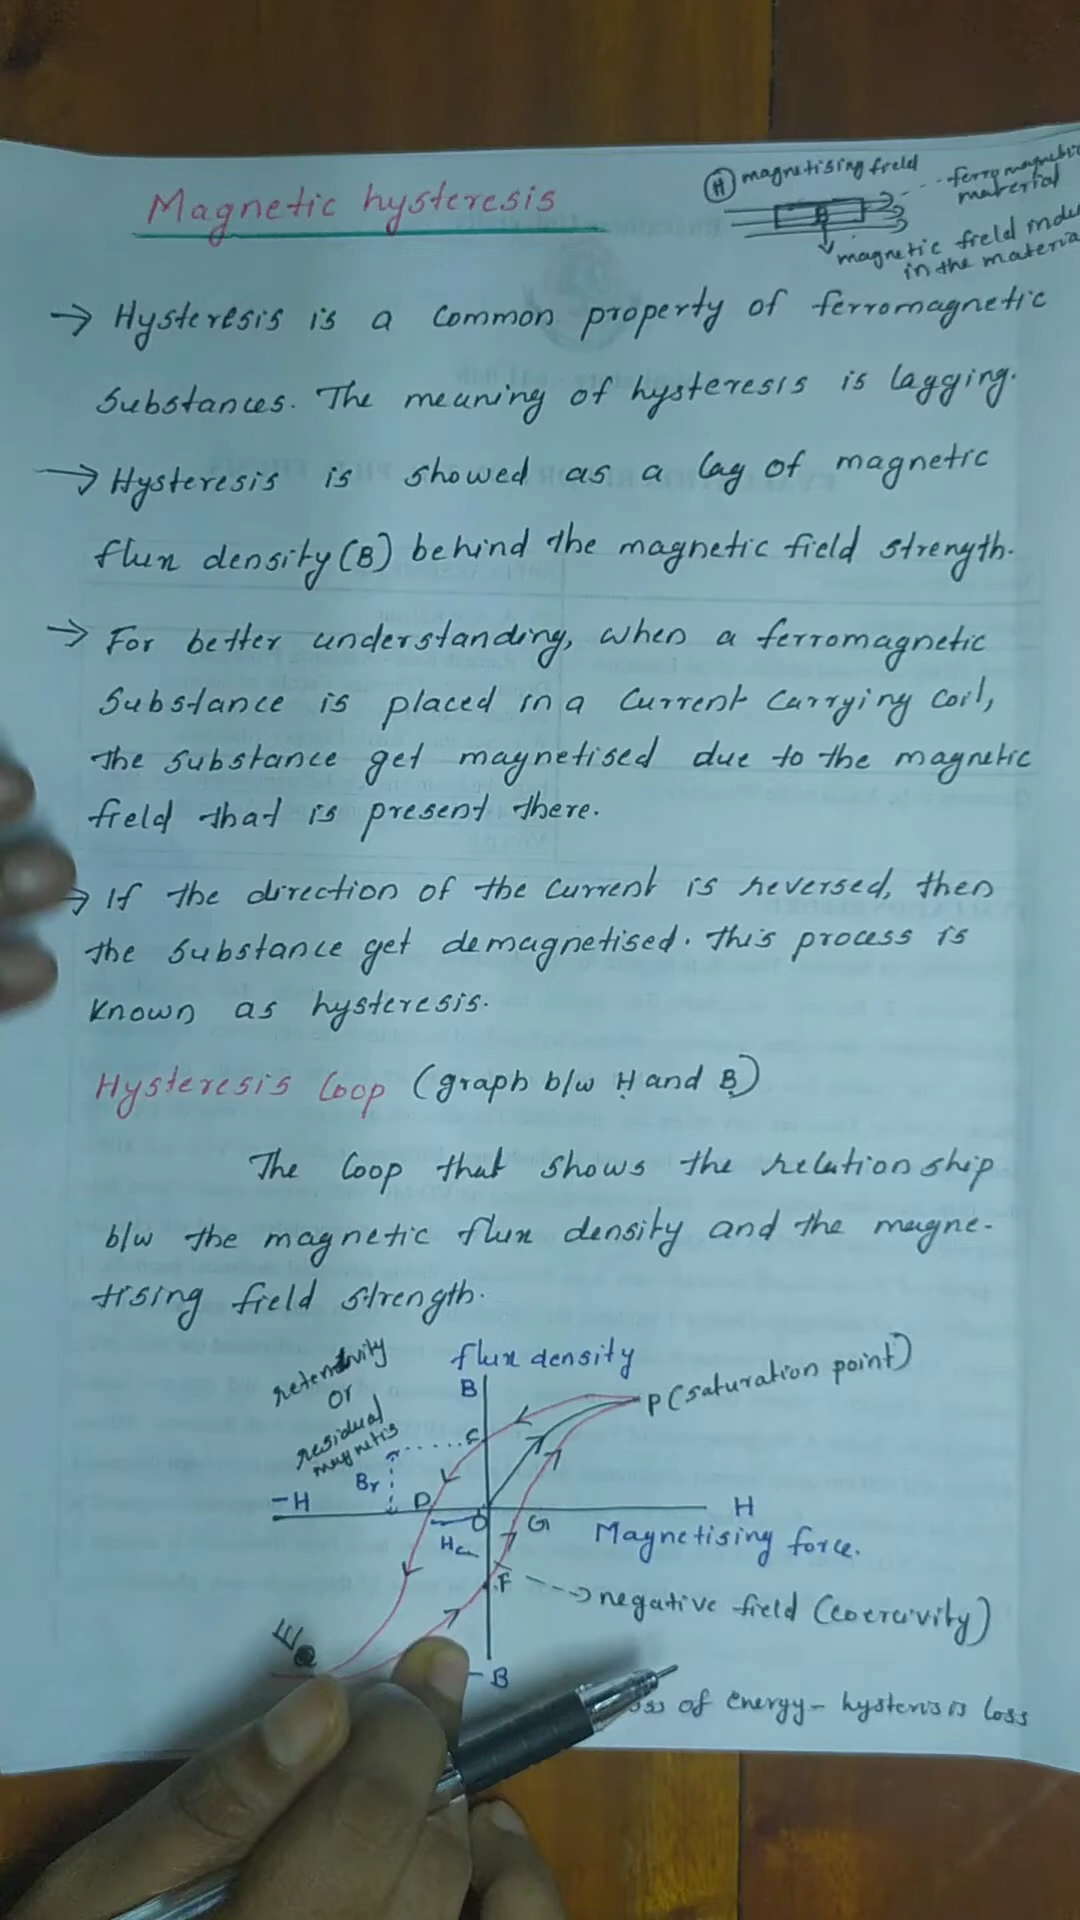 Magnetic hysteresis
(H) magnetising field
ferromagnetic
material
B
magnetic field
in the material
→ Hysteresis is a common property of ferromagnetic
substances. The meaning of hysteresis is lagging.
→ Hysteresis is showed as a lag of magnetic
flux density (B) behind the magnetic field strength.
→ For better understanding, when a ferromagnetic
substance is placed in a current carrying coil,
the substance get magnetised due to the magnetic
field that is present there.
→ If the direction of the current is reversed, then
the substance get demagnetised. This process is
known as hysteresis.
Hysteresis Loop (graph b/w H and B)
The loop that shows the relationship
b/w the magnetic flux density and the magne-
tising field strength.
flux density
B
P (saturation point)
retentivity
or
residual
magnetis
C
Br
-H
D
O
G
H
Hc
Magnetising force.
F
negative field (coercivity)
E
-B
of energy - hysterisis loss